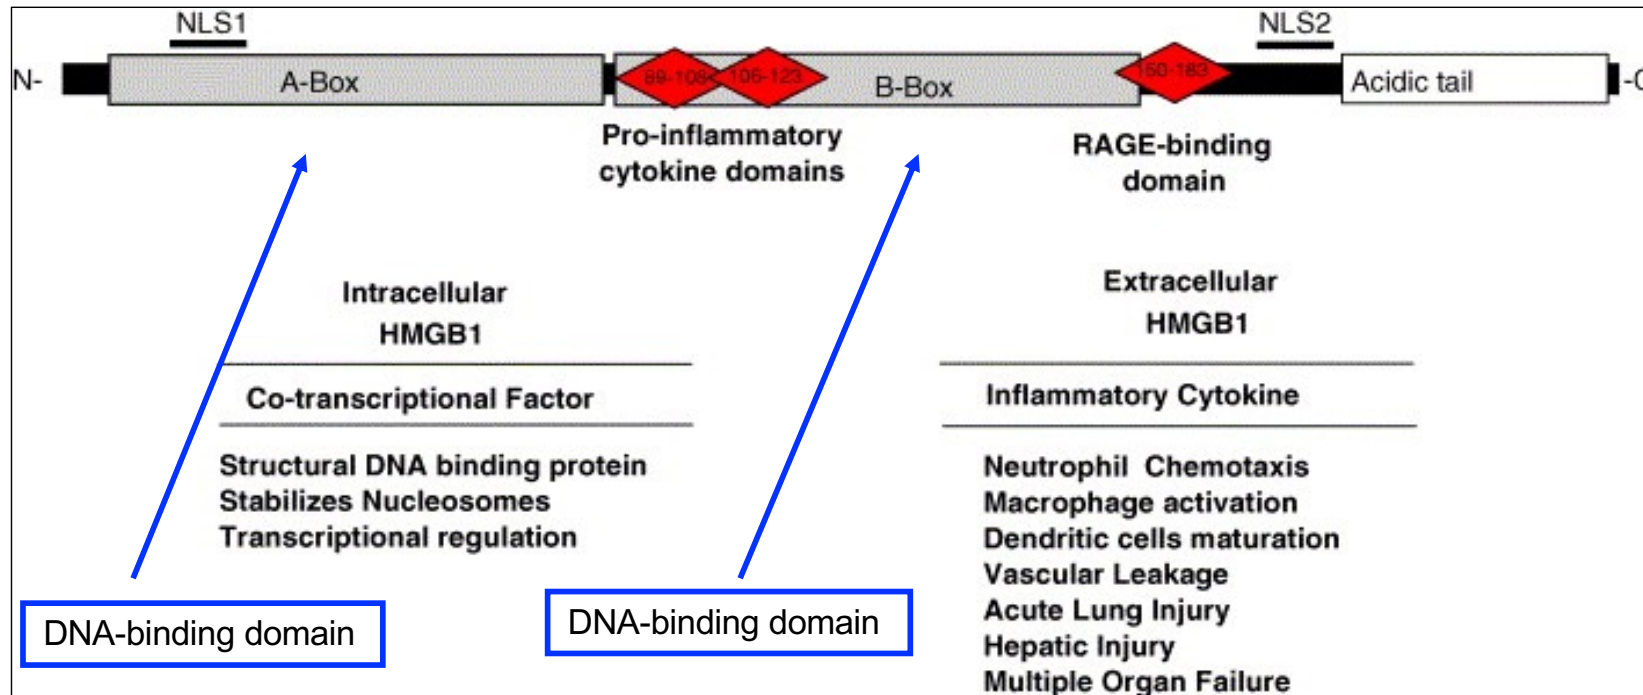 NLS1
NLS2
N-
A-Box
89-108
106-123
B-Box
150-183
Acidic tail
-C
Pro-inflammatory
cytokine domains
RAGE-binding
domain
Intracellular
HMGB1
Co-transcriptional Factor
Structural DNA binding protein
Stabilizes Nucleosomes
Transcriptional regulation
Extracellular
HMGB1
Inflammatory Cytokine
Neutrophil Chemotaxis
Macrophage activation
Dendritic cells maturation
Vascular Leakage
Acute Lung Injury
Hepatic Injury
Multiple Organ Failure
DNA-binding domain
DNA-binding domain